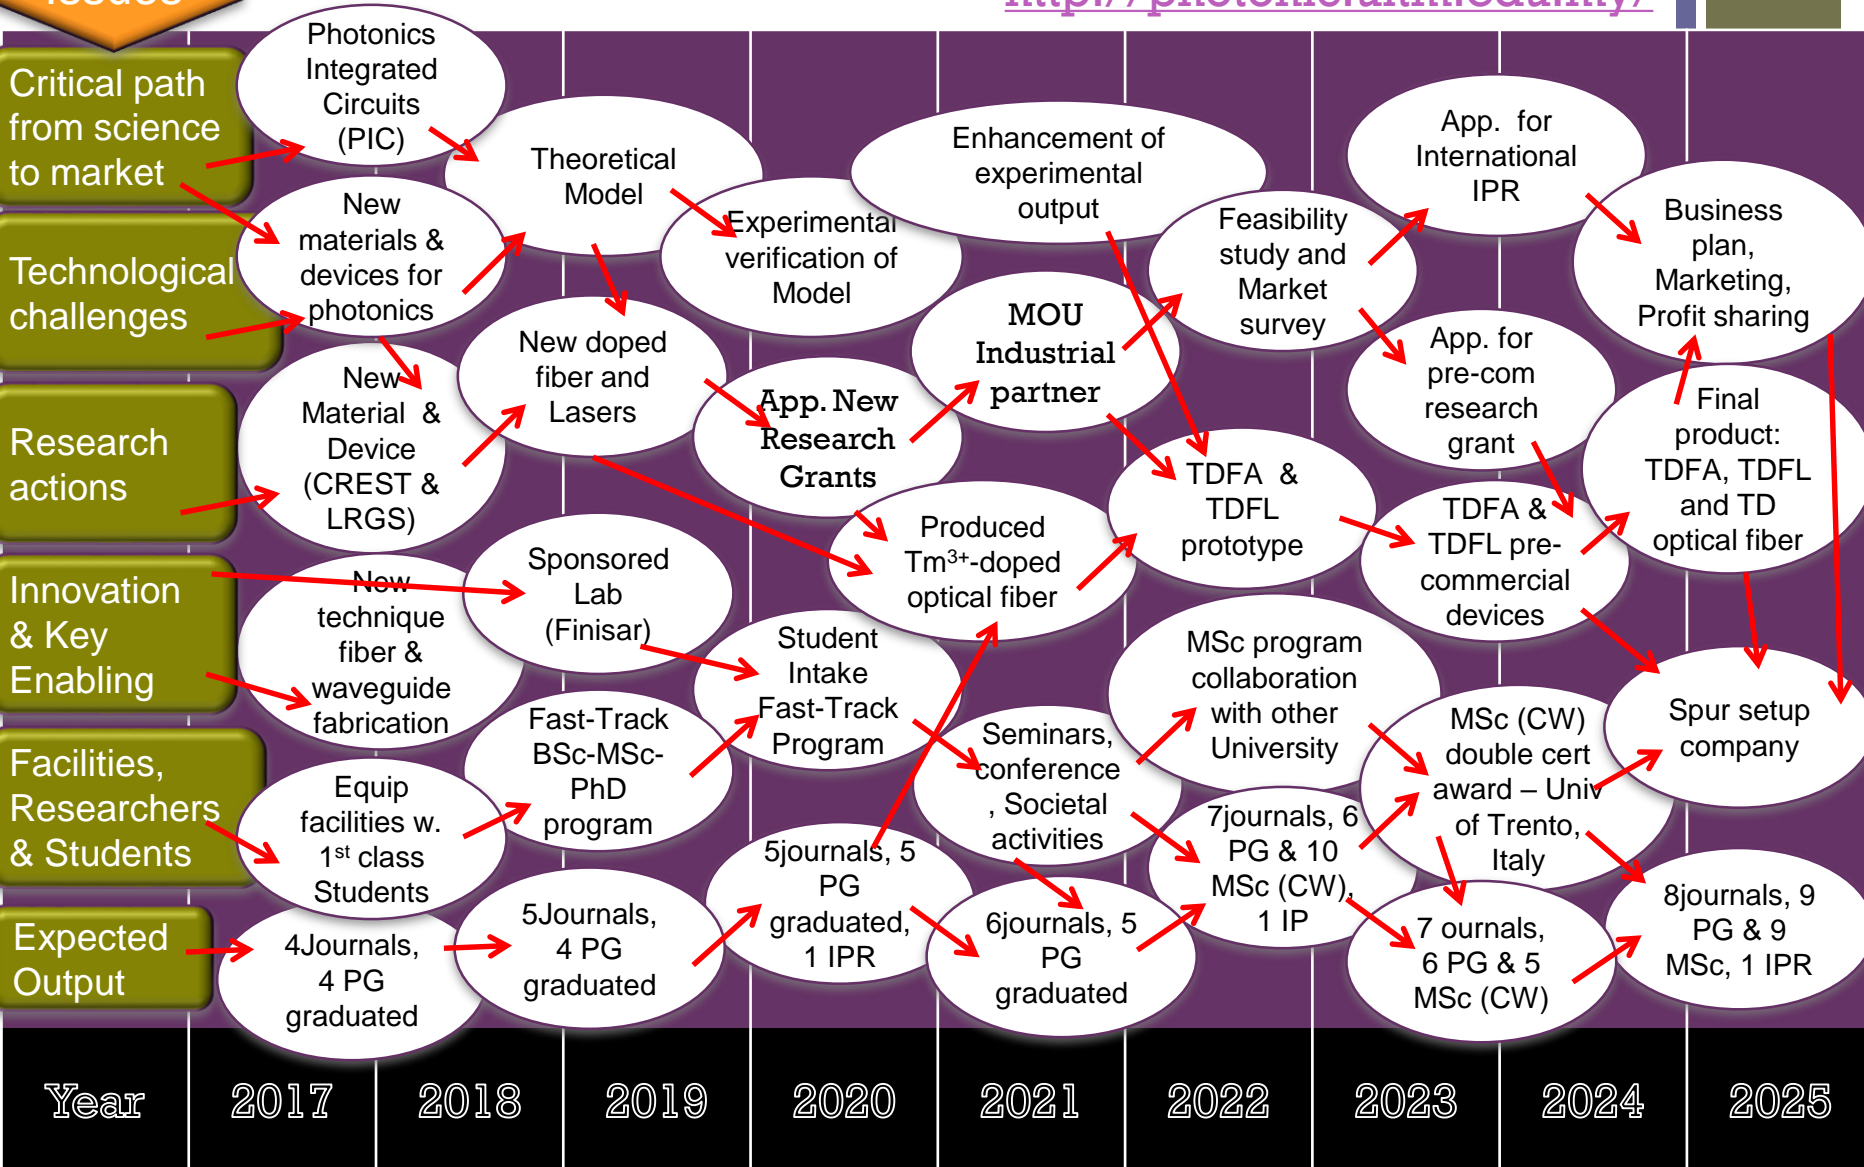 Issues
http://photonic.uitm.edu.my/
Critical path
from science
to market
Technological
challenges
Research
actions
Innovation
& Key
Enabling
Facilities,
Researchers
& Students
Expected
Output
Photonics
Integrated
Circuits
(PIC)
New
materials &
devices for
photonics
New
Material &
Device
(CREST &
LRGS)
New
technique
fiber &
waveguide
fabrication
Equip
facilities w.
1st class
Students
4Journals,
4 PG
graduated
Theoretical
Model
New doped
fiber and
Lasers
Sponsored
Lab
(Finisar)
Fast-Track
BSc-MSc-
PhD
program
5Journals,
4 PG
graduated
Experimental
verification of
Model
App. New
Research
Grants
Student
Intake
Fast-Track
Program
5journals, 5
PG
graduated,
1 IPR
Enhancement of
experimental
output
MOU
Industrial
partner
Produced
Tm3+-doped
optical fiber
Seminars,
conference
, Societal
activities
6journals, 5
PG
graduated
Feasibility
study and
Market
survey
TDFA &
TDFL
prototype
MSc program
collaboration
with other
University
7journals, 6
PG & 10
MSc (CW),
1 IP
App. for
International
IPR
App. for
pre-com
research
grant
TDFA &
TDFL pre-
commercial
devices
MSc (CW)
double cert
award – Univ
of Trento,
Italy
7 ournals,
6 PG & 5
MSc (CW)
Business
plan,
Marketing,
Profit sharing
Final
product:
TDFA, TDFL
and TD
optical fiber
Spur setup
company
8journals, 9
PG & 9
MSc, 1 IPR
Year 2017 2018 2019 2020 2021 2022 2023 2024 2025